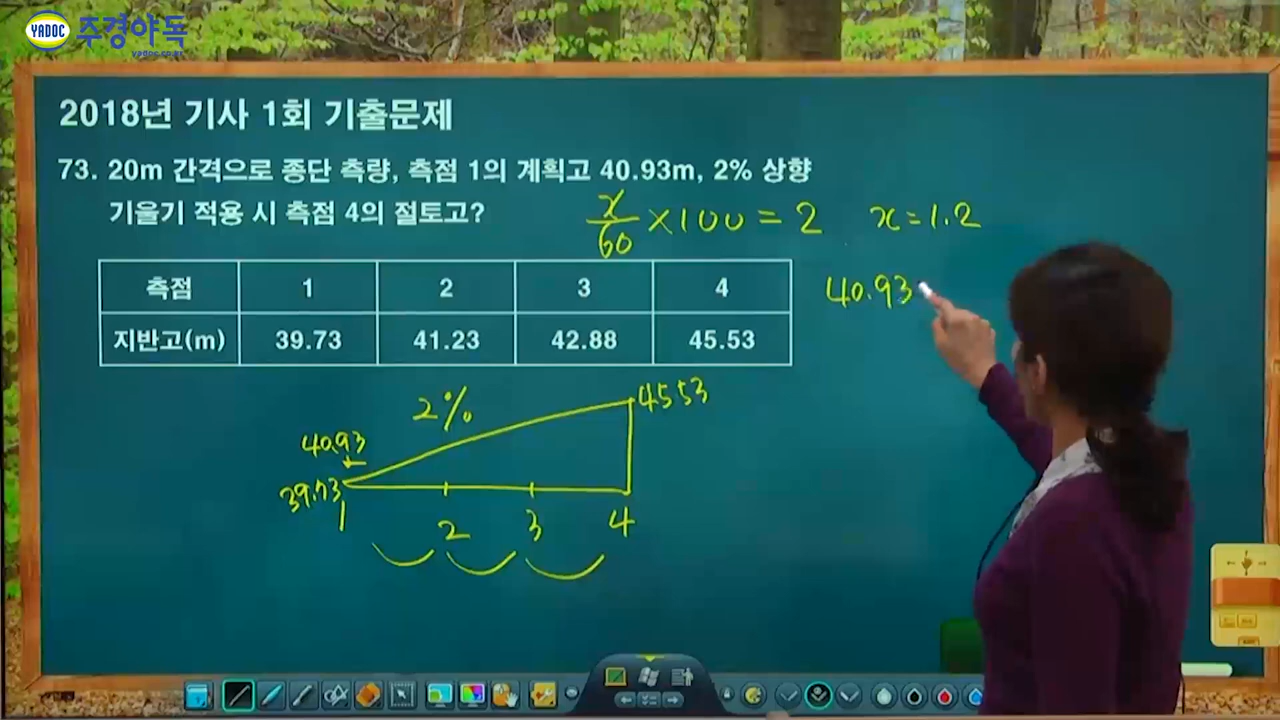 YADOC 주경야독
yadoc.co.kr
2018년 기사 1회 기출문제
73. 20m 간격으로 종단 측량, 측점 1의 계획고 40.93m, 2% 상향
기울기 적용 시 측점 4의 절토고?
x/60 ×100 = 2 x=1.2
측점 1 2 3 4
지반고(m) 39.73 41.23 42.88 45.53
40.93
2%
45.53
40.93
39.73
1 2 3 4